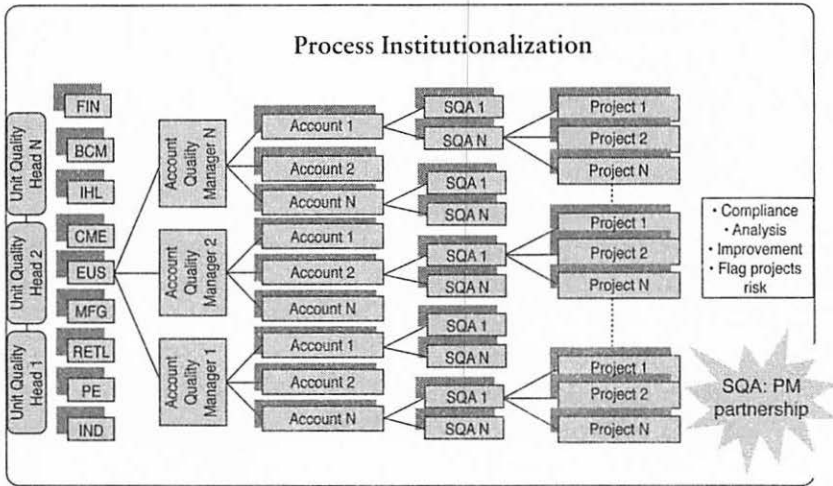 Process Institutionalization
Unit Quality
Head N
Unit Quality
Head 2
Unit Quality
Head 1
FIN
BCM
IHL
CME
EUS
MFG
RETL
PE
IND
Account
Quality
Manager N
Account
Quality
Manager 2
Account
Quality
Manager 1
Account 1
Account 2
Account N
Account 1
Account 2
Account N
Account 1
Account 2
Account N
SQA 1
SQA N
SQA 1
SQA N
SQA 1
SQA N
SQA 1
SQA N
SQA 1
SQA N
Project 1
Project 2
Project N
Project 1
Project 2
Project N
Project 1
Project 2
Project N
• Compliance
• Analysis
• Improvement
• Flag projects
risk
SQA: PM
partnership